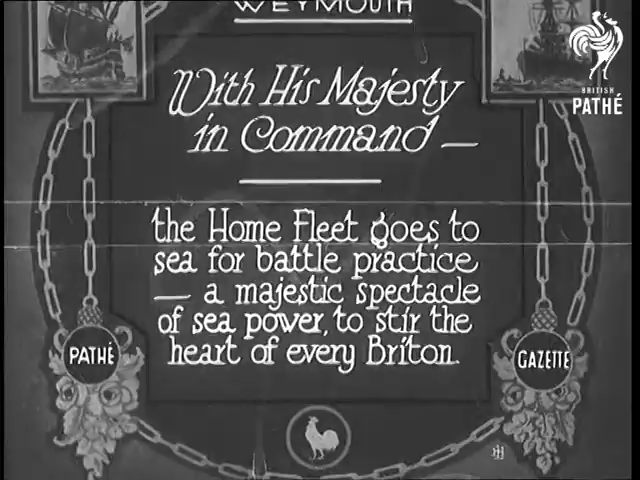 WEYMOUTH
With His Majesty
in Command —
the Home Fleet goes to
sea for battle practice
— a majestic spectacle
of sea power, to stir the
heart of every Briton.
PATHÉ
GAZETTE
BRITISH
PATHÉ